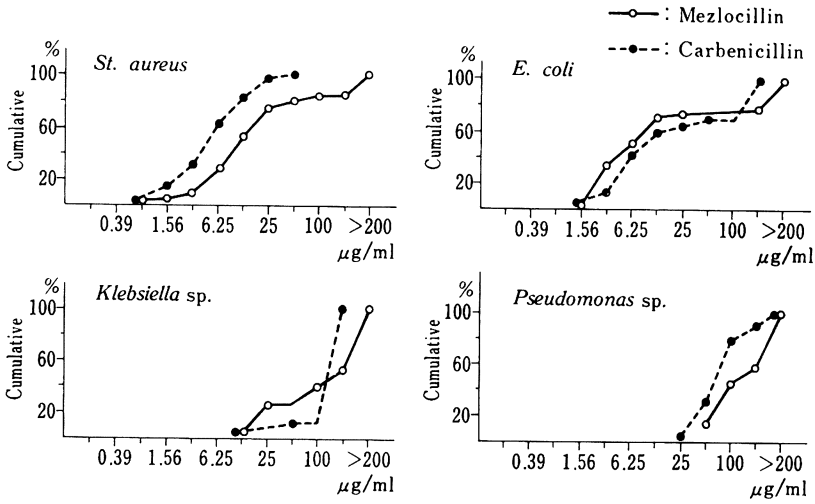 : Mezlocillin
: Carbenicillin
%
St. aureus
100
60
20
Cumulative
0.39 1.56 6.25 25 100 >200
μg/ml
%
E. coli
100
60
20
Cumulative
0.39 1.56 6.25 25 100 >200
μg/ml
%
Klebsiella sp.
100
60
20
Cumulative
0.39 1.56 6.25 25 100 >200
μg/ml
%
Pseudomonas sp.
100
60
20
Cumulative
0.39 1.56 6.25 25 100 >200
μg/ml